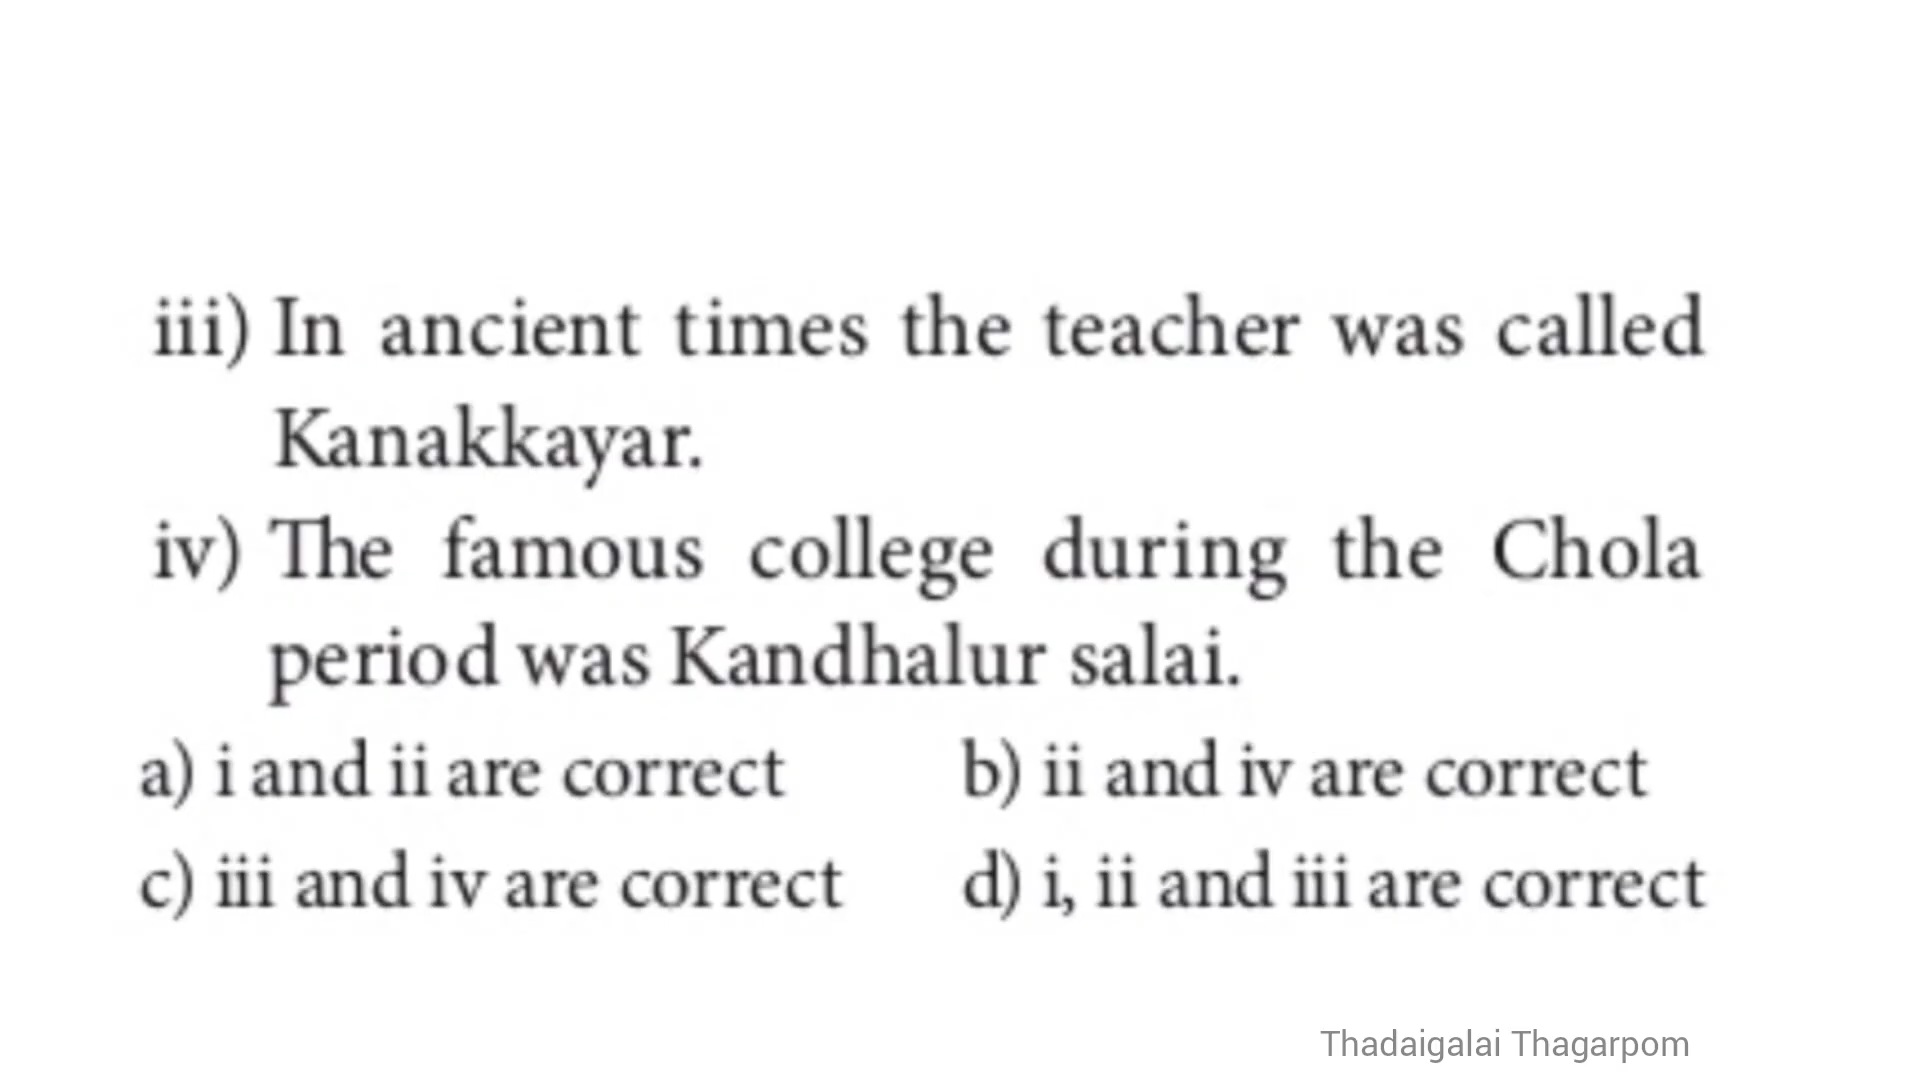 iii) In ancient times the teacher was called
Kanakkayar.
iv) The famous college during the Chola
period was Kandhalur salai.
a) i and ii are correct b) ii and iv are correct
c) iii and iv are correct d) i, ii and iii are correct
Thadaigalai Thagarpom